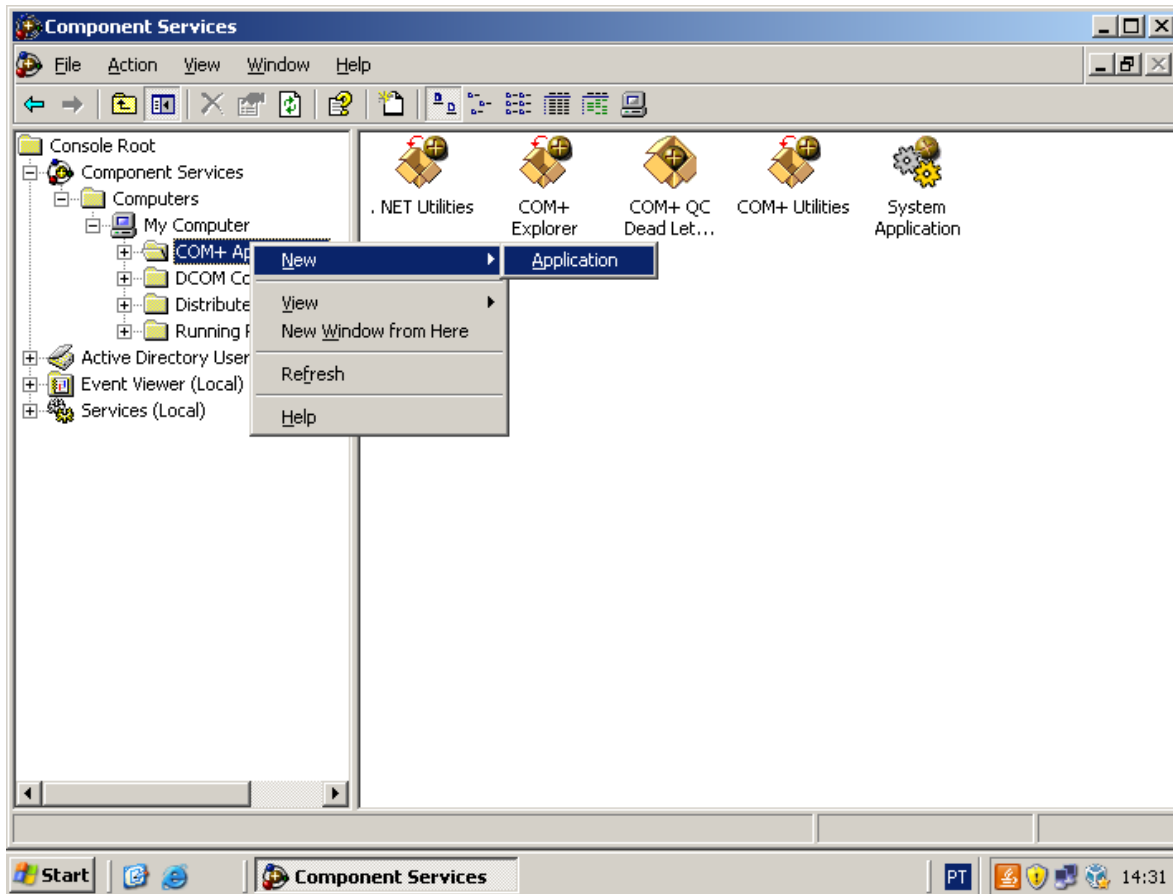 Component Services
File Action View Window Help
Console Root
Component Services
Computers
My Computer
COM+ Ap
DCOM Co
Distribute
Running P
Active Directory User
Event Viewer (Local)
Services (Local)
New
View
New Window from Here
Refresh
Help
Application
. NET Utilities
COM+
Explorer
COM+ QC
Dead Let...
COM+ Utilities
System
Application
Start
Component Services
PT
14:31